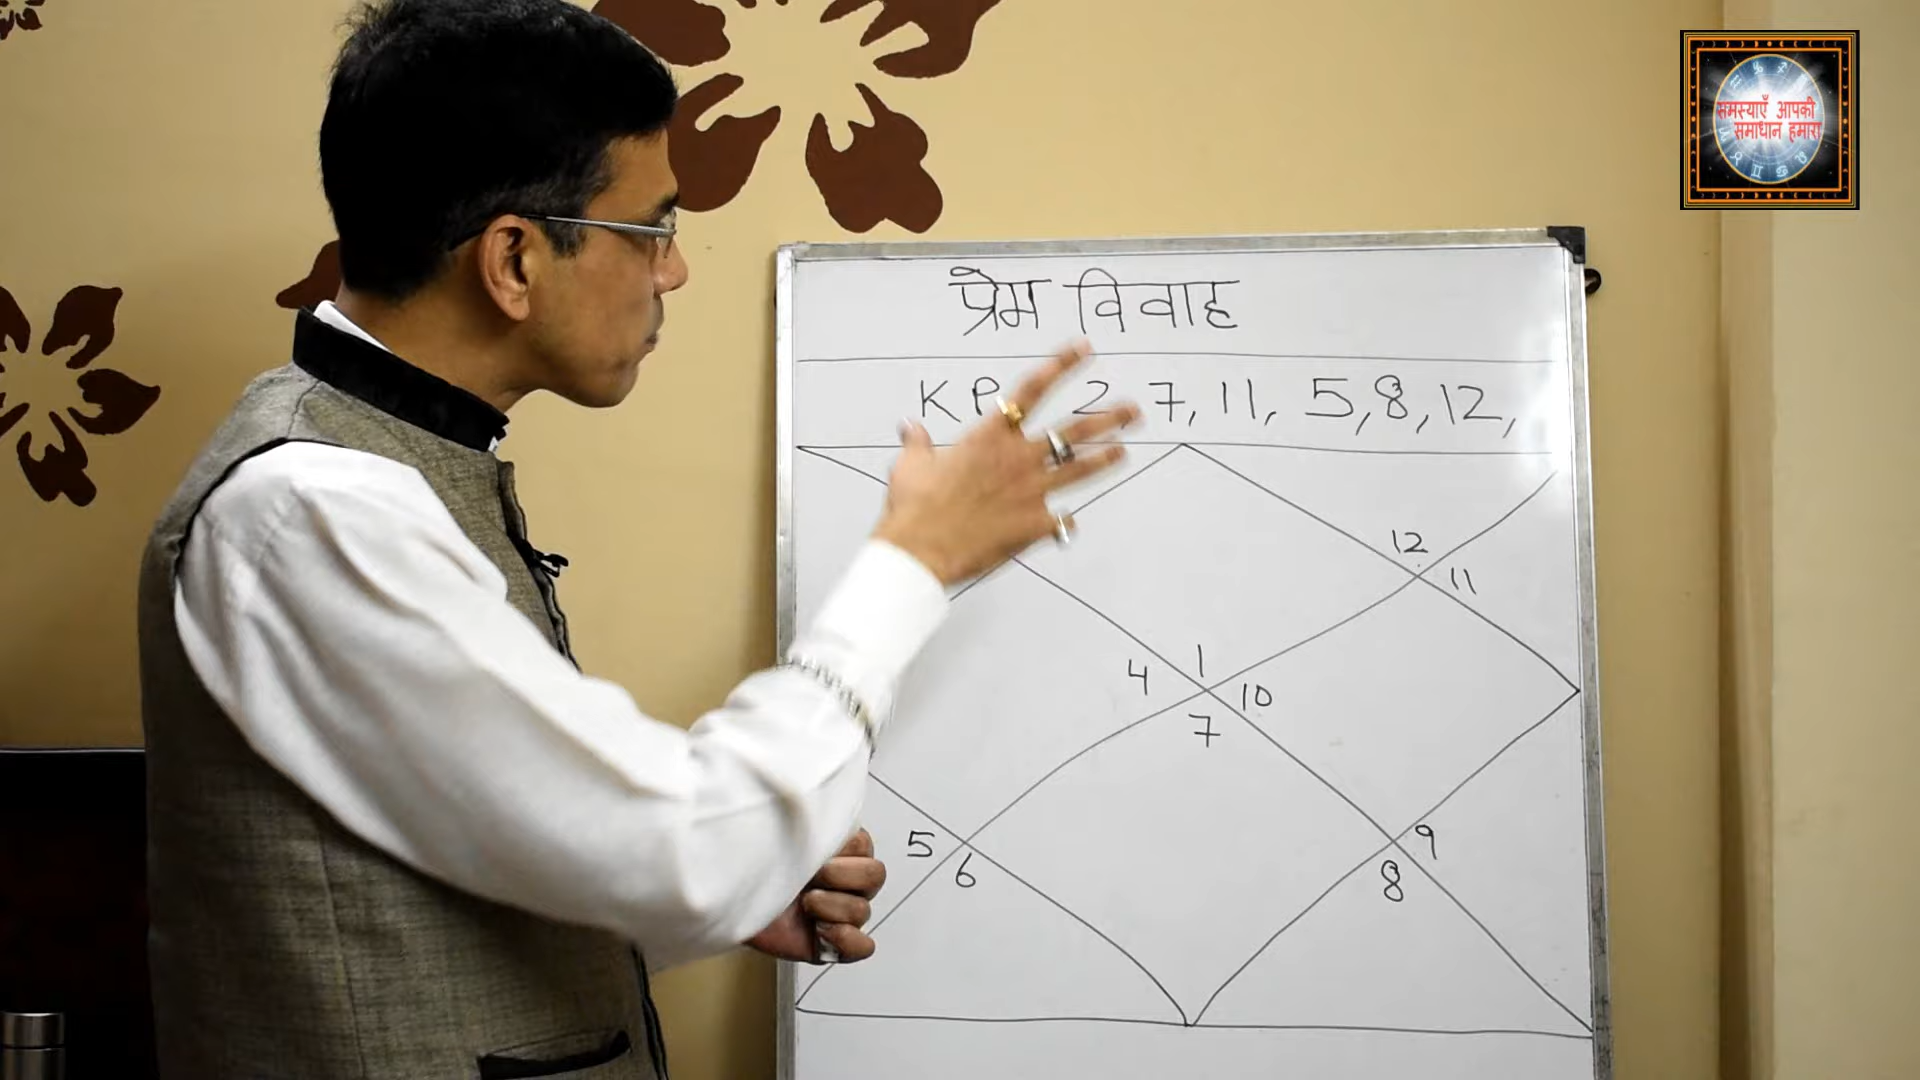 समस्याएँ आपकी
समाधान हमारा
प्रेम विवाह
KP 2, 7, 11, 5, 8, 12,
12
11
1
4
10
7
5
9
6
8